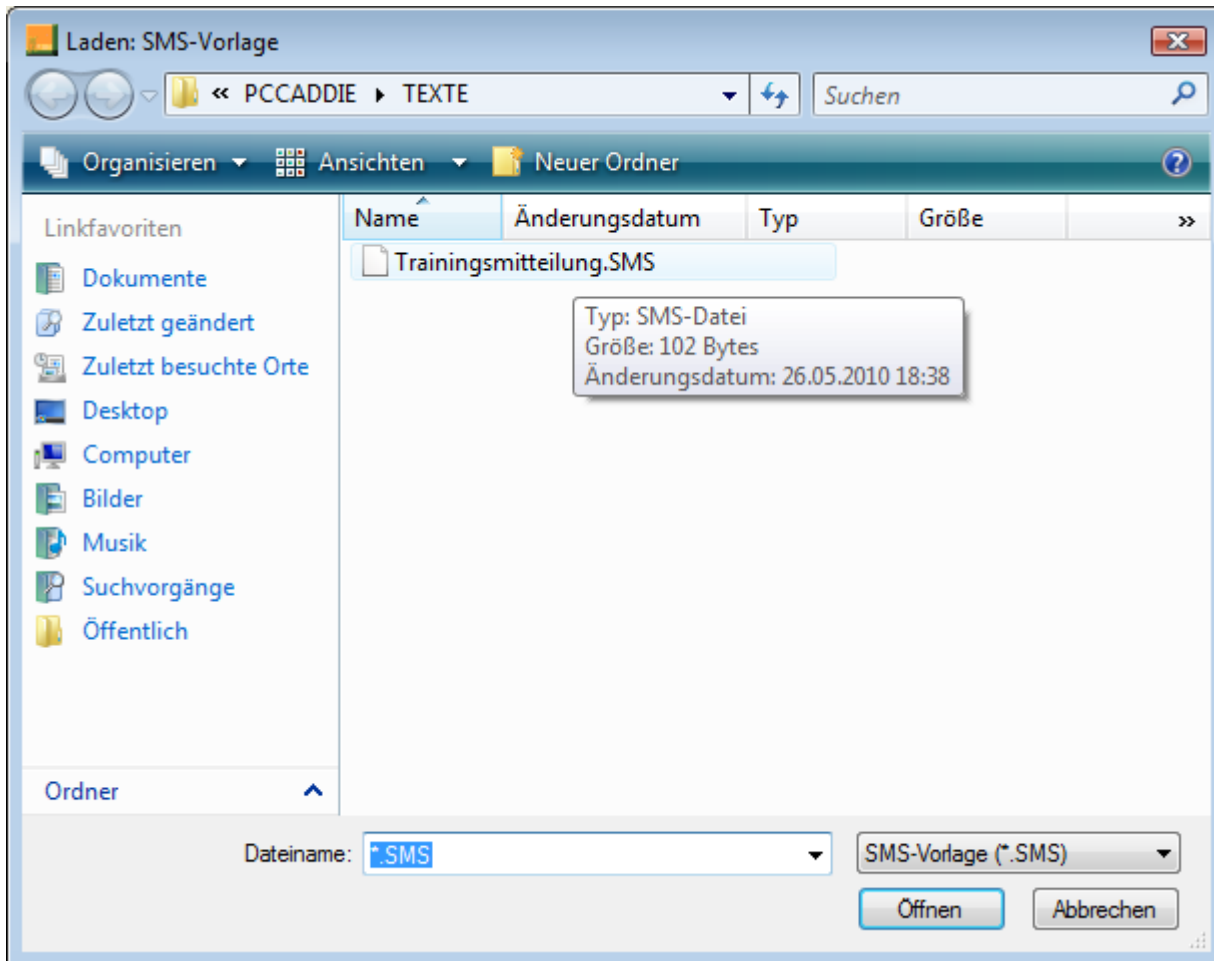 Laden: SMS-Vorlage
« PCCADDIE ▸ TEXTE
Suchen
Organisieren Ansichten Neuer Ordner
Linkfavoriten
Name Änderungsdatum Typ Größe »
Trainingsmitteilung.SMS
Typ: SMS-Datei
Größe: 102 Bytes
Änderungsdatum: 26.05.2010 18:38
Dokumente
Zuletzt geändert
Zuletzt besuchte Orte
Desktop
Computer
Bilder
Musik
Suchvorgänge
Öffentlich
Ordner
Dateiname: *.SMS SMS-Vorlage (*.SMS)
Öffnen Abbrechen